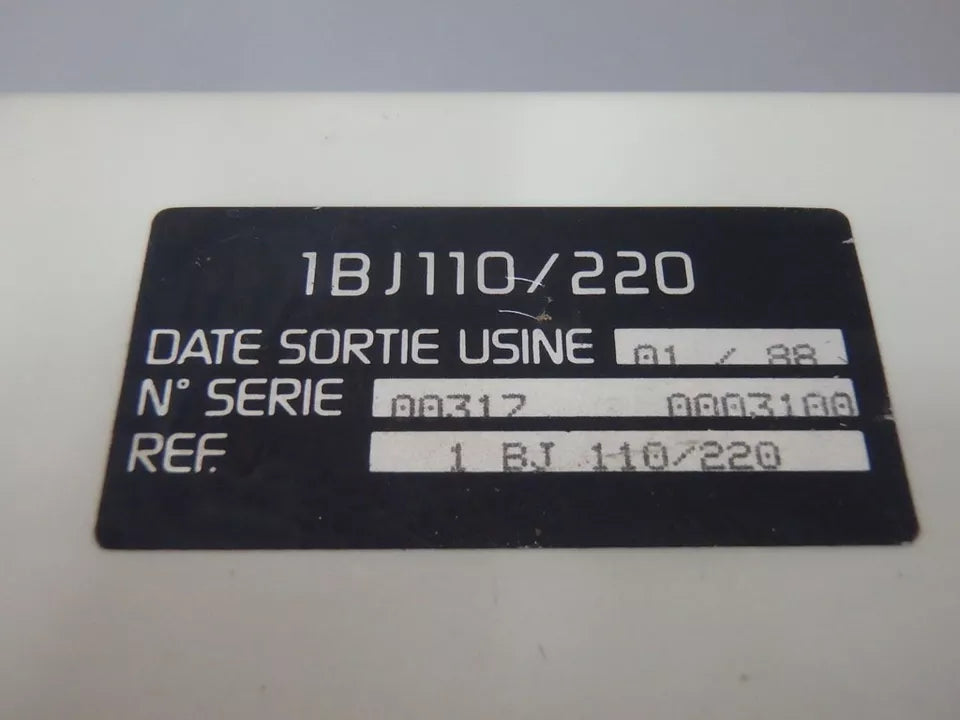 1BJ110/220
DATE SORTIE USINE 01 / 88
N° SERIE 00317 0003100
REF. 1 BJ 110/220